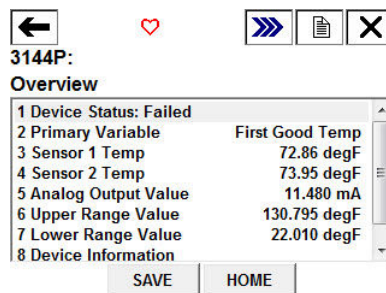 3144P:
Overview
1 Device Status: Failed
2 Primary Variable First Good Temp
3 Sensor 1 Temp 72.86 degF
4 Sensor 2 Temp 73.95 degF
5 Analog Output Value 11.480 mA
6 Upper Range Value 130.795 degF
7 Lower Range Value 22.010 degF
8 Device Information
SAVE HOME